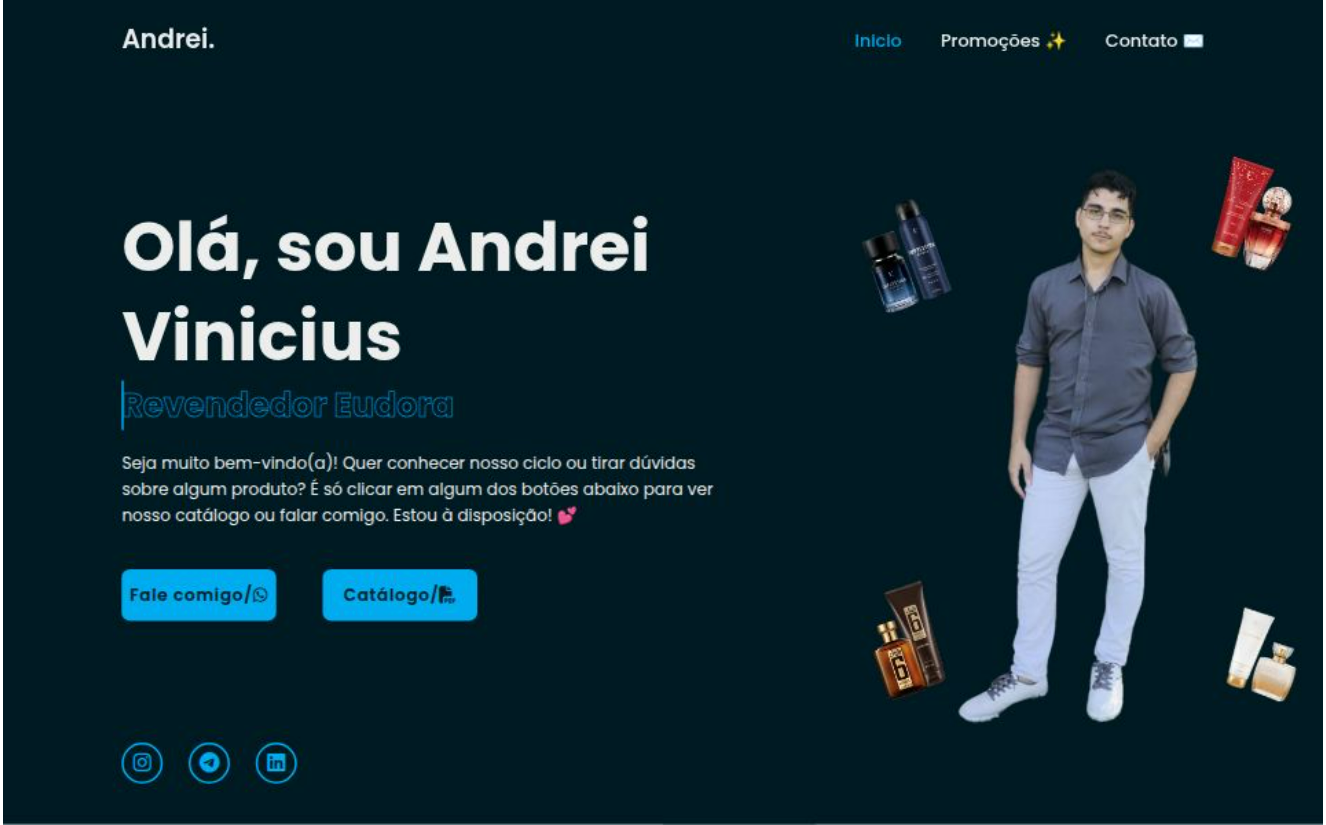 Andrei.
Inicio Promoções ✨ Contato ✉️
Olá, sou Andrei
Vinicius
Revendedor Eudora
Seja muito bem-vindo(a)! Quer conhecer nosso ciclo ou tirar dúvidas
sobre algum produto? É só clicar em algum dos botões abaixo para ver
nosso catálogo ou falar comigo. Estou à disposição! 💕
Fale comigo/ Catálogo/